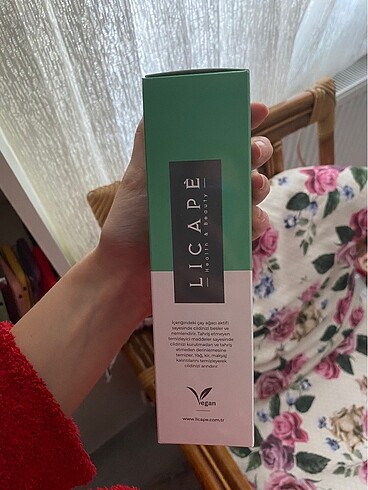 LICAPÈ
Health & Beauty
İçeriğindeki çay ağacı aktifi
sayesinde cildinizi besler ve
nemlendirir. Tahriş etmeyen
temizleyici maddeler sayesinde
cildinizi kurutmadan ve tahriş
etmeden derinlemesine
temizler. Yağ, kir, makyaj
kalıntılarını temizleyerek
cildinizi arındırır.
Vegan
www.licape.com.tr